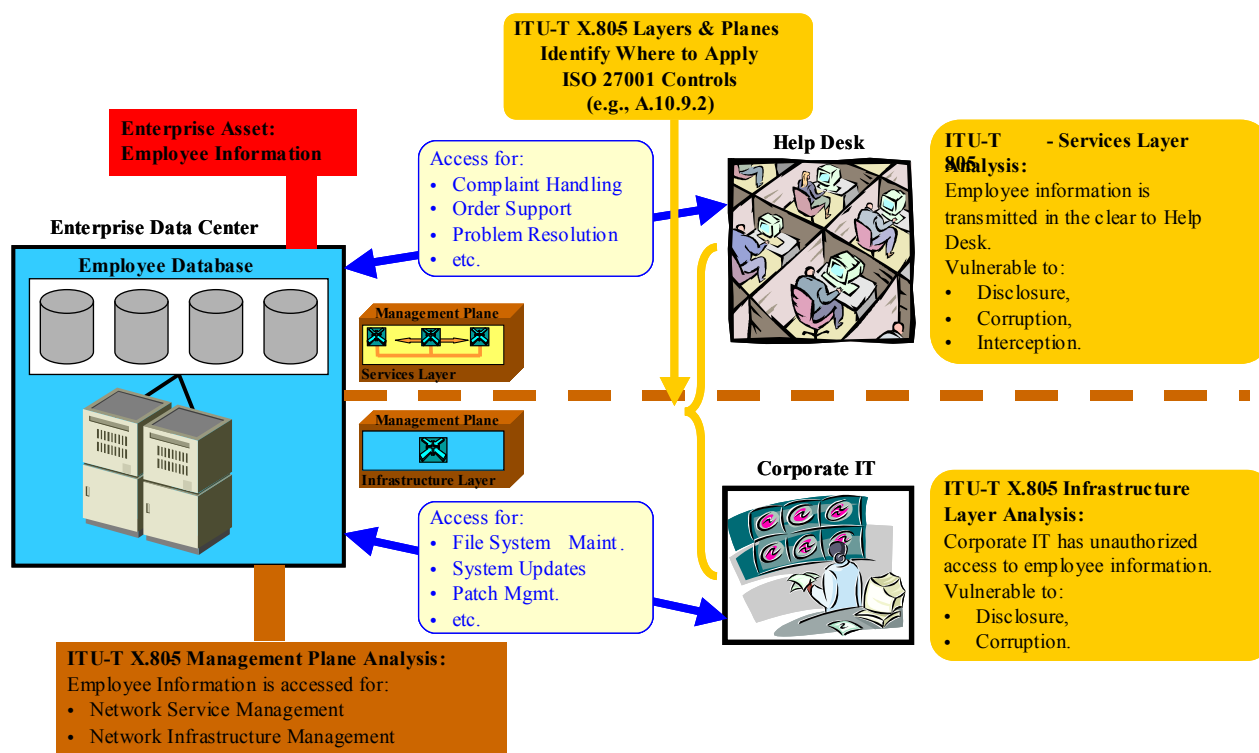 ITU-T X.805 Layers & Planes
Identify Where to Apply
ISO 27001 Controls
(e.g., A.10.9.2)
Enterprise Asset:
Employee Information
Access for:
• Complaint Handling
• Order Support
• Problem Resolution
• etc.
Help Desk
ITU-T - Services Layer
805
Analysis:
Employee information is
transmitted in the clear to Help
Desk.
Vulnerable to:
• Disclosure,
• Corruption,
• Interception.
Enterprise Data Center
Employee Database
Management Plane
Services Layer
Management Plane
Infrastructure Layer
Access for:
• File System Maint.
• System Updates
• Patch Mgmt.
• etc.
Corporate IT
ITU-T X.805 Infrastructure
Layer Analysis:
Corporate IT has unauthorized
access to employee information.
Vulnerable to:
• Disclosure,
• Corruption.
ITU-T X.805 Management Plane Analysis:
Employee Information is accessed for:
• Network Service Management
• Network Infrastructure Management